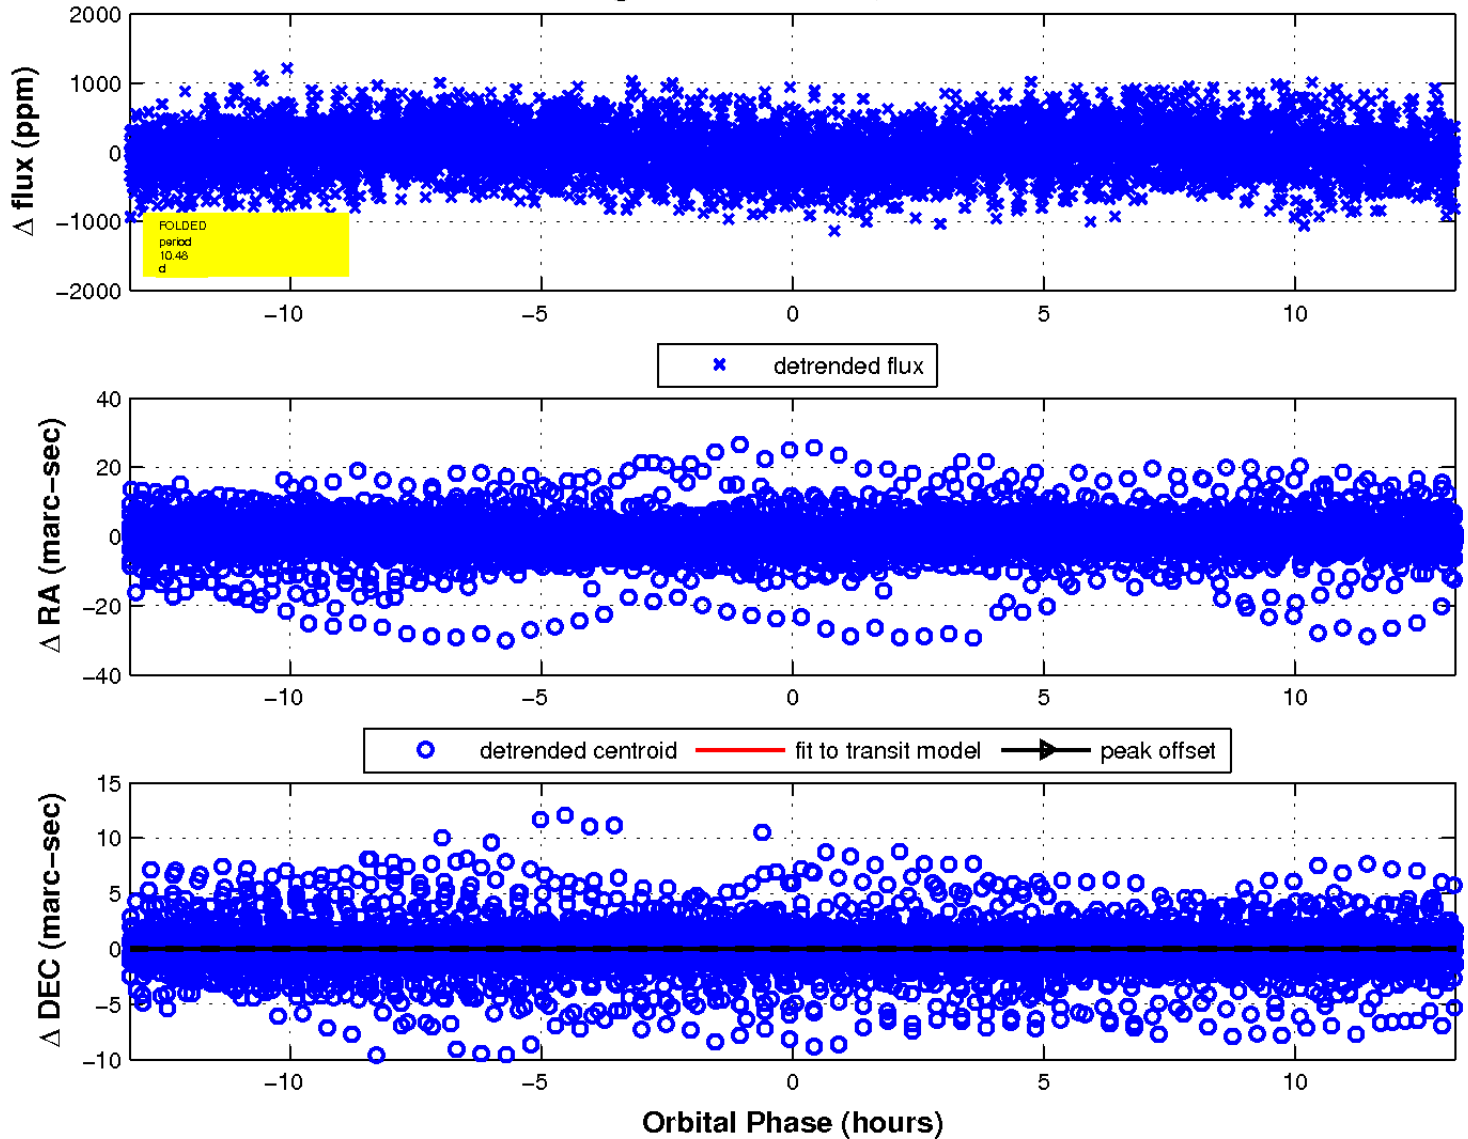 2000
1000
0
−1000
−2000
Δ flux (ppm)
FOLDED
period
10.46
d
−10 −5 0 5 10
detrended flux
40
20
0
−20
−40
Δ RA (marc−sec)
−10 −5 0 5 10
detrended centroid fit to transit model peak offset
15
10
5
0
−5
−10
Δ DEC (marc−sec)
−10 −5 0 5 10
Orbital Phase (hours)